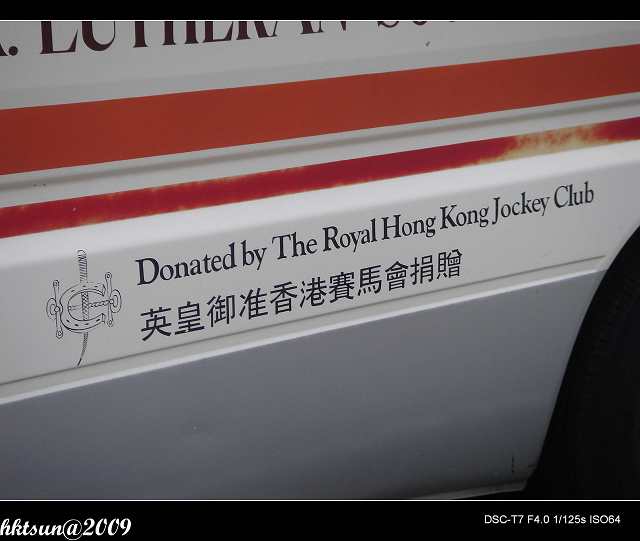 LUTHERAN
Donated by The Royal Hong Kong Jockey Club
英皇御准香港賽馬會捐贈
hktsun@2009
DSC-T7 F4.0 1/125s ISO64